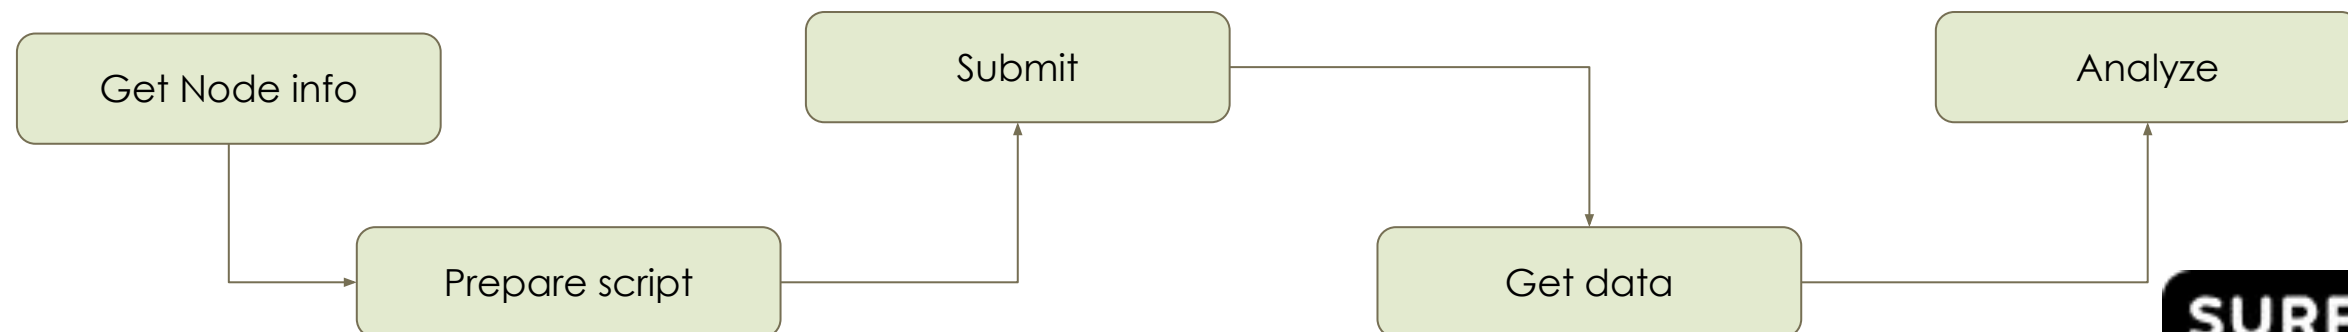 Get Node info
Prepare script
Submit
Get data
Analyze